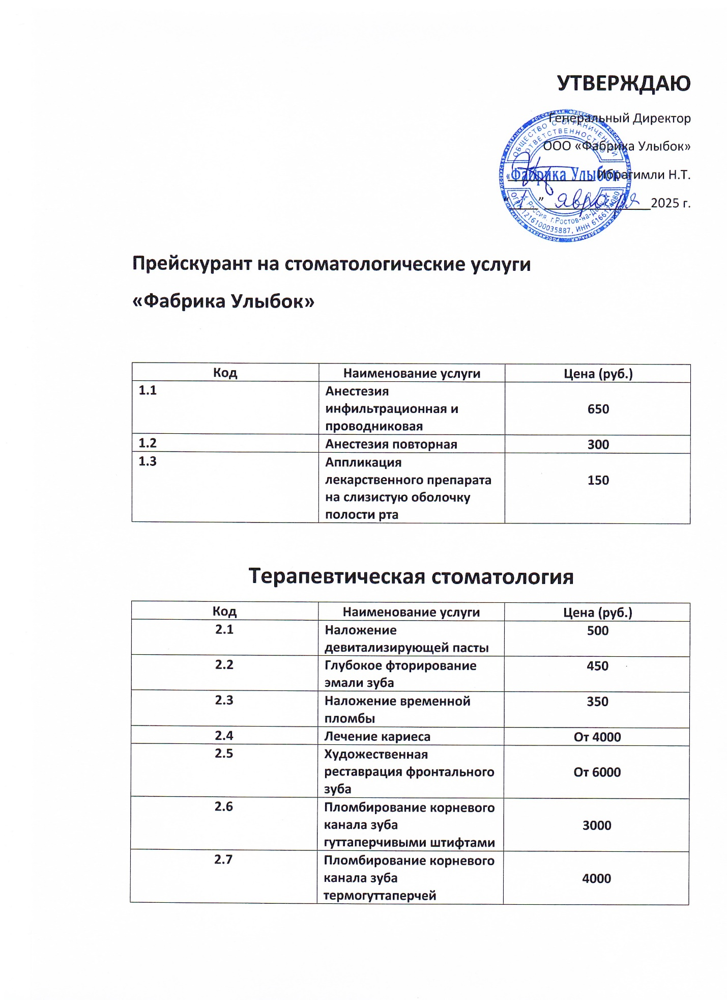 УТВЕРЖДАЮ
Генеральный Директор
ООО «Фабрика Улыбок»
Ибрагимли Н.Т.
“ 1 ” января 2025 г.
РОССИЙСКАЯ ФЕДЕРАЦИЯ
ОБЩЕСТВО С ОГРАНИЧЕННОЙ
ОТВЕТСТВЕННОСТЬЮ
«Фабрика Улыбок»
Россия, г.Ростов-на-Дону
ОГРН 1216100035887, ИНН
Прейскурант на стоматологические услуги
«Фабрика Улыбок»
Код Наименование услуги Цена (руб.)
1.1 Анестезия
инфильтрационная и 650
проводниковая
1.2 Анестезия повторная 300
1.3 Аппликация
лекарственного препарата 150
на слизистую оболочку
полости рта
Терапевтическая стоматология
Код Наименование услуги Цена (руб.)
2.1 Наложение 500
девитализирующей пасты
2.2 Глубокое фторирование 450
эмали зуба
2.3 Наложение временной 350
пломбы
2.4 Лечение кариеса От 4000
2.5 Художественная
реставрация фронтального От 6000
зуба
2.6 Пломбирование корневого
канала зуба 3000
гуттаперчивыми штифтами
2.7 Пломбирование корневого
канала зуба 4000
термогуттаперчей